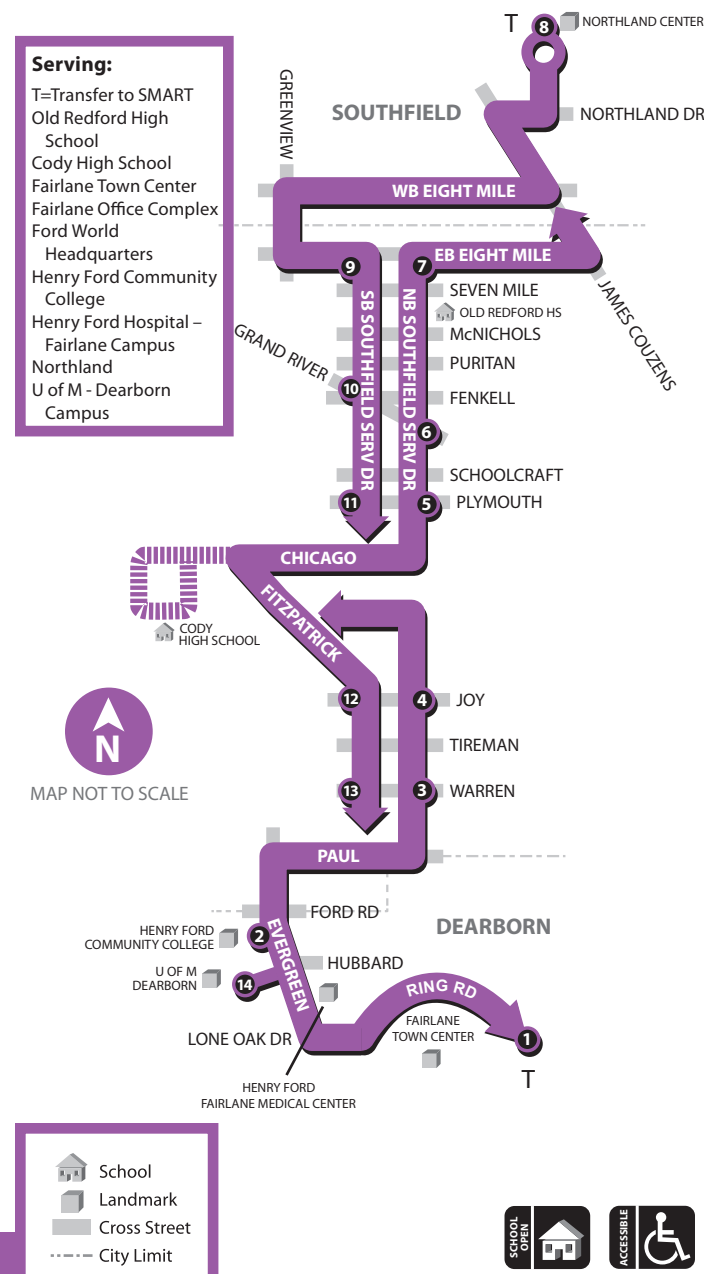 T
8
NORTHLAND CENTER
Serving:
T=Transfer to SMART
Old Redford High
School
Cody High School
Fairlane Town Center
Fairlane Office Complex
Ford World
Headquarters
Henry Ford Community
College
Henry Ford Hospital –
Fairlane Campus
Northland
U of M - Dearborn
Campus
GREENVIEW
SOUTHFIELD
NORTHLAND DR
WB EIGHT MILE
EB EIGHT MILE
JAMES COUZENS
9
7
SB SOUTHFIELD SERV DR
NB SOUTHFIELD SERV DR
SEVEN MILE
OLD REDFORD HS
McNICHOLS
GRAND RIVER
PURITAN
10
FENKELL
6
SCHOOLCRAFT
11
5
PLYMOUTH
CHICAGO
FITZPATRICK
CODY
HIGH SCHOOL
12
4
JOY
N
MAP NOT TO SCALE
TIREMAN
13
3
WARREN
PAUL
FORD RD
DEARBORN
HENRY FORD
COMMUNITY COLLEGE
2
EVERGREEN
HUBBARD
U OF M
DEARBORN
14
RING RD
LONE OAK DR
FAIRLANE
TOWN CENTER
1
T
HENRY FORD
FAIRLANE MEDICAL CENTER
School
Landmark
Cross Street
City Limit
SCHOOL
OPEN
ACCESSIBLE